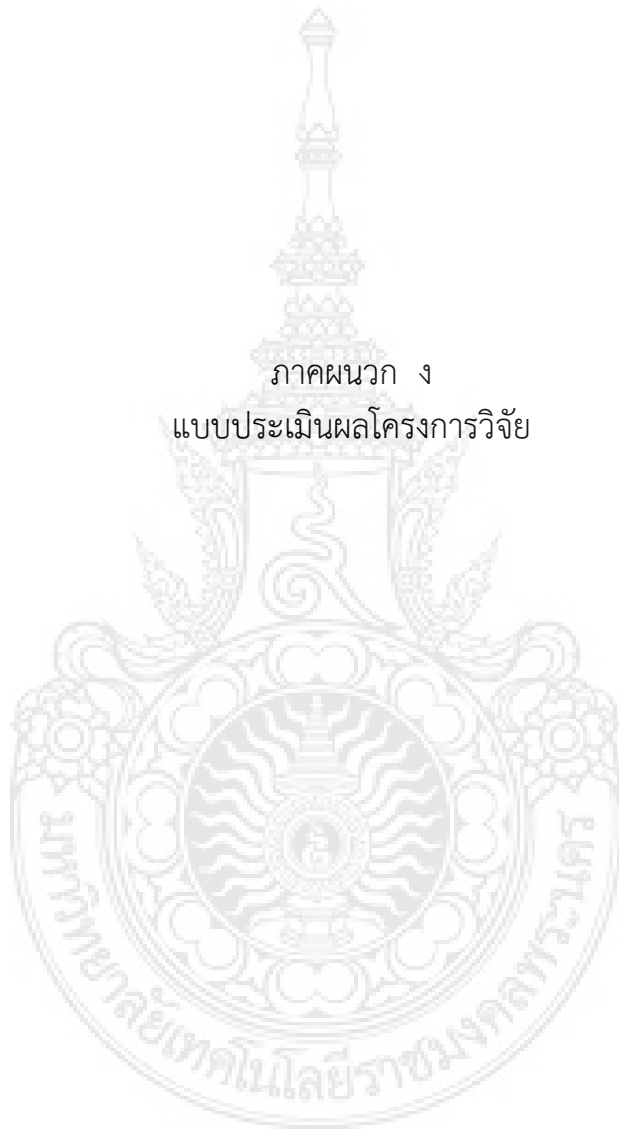 ภาคผนวก ง
แบบประเมินผลโครงการวิจัย
มหาวิทยาลัยเทคโนโลยีราชมงคลพระนคร